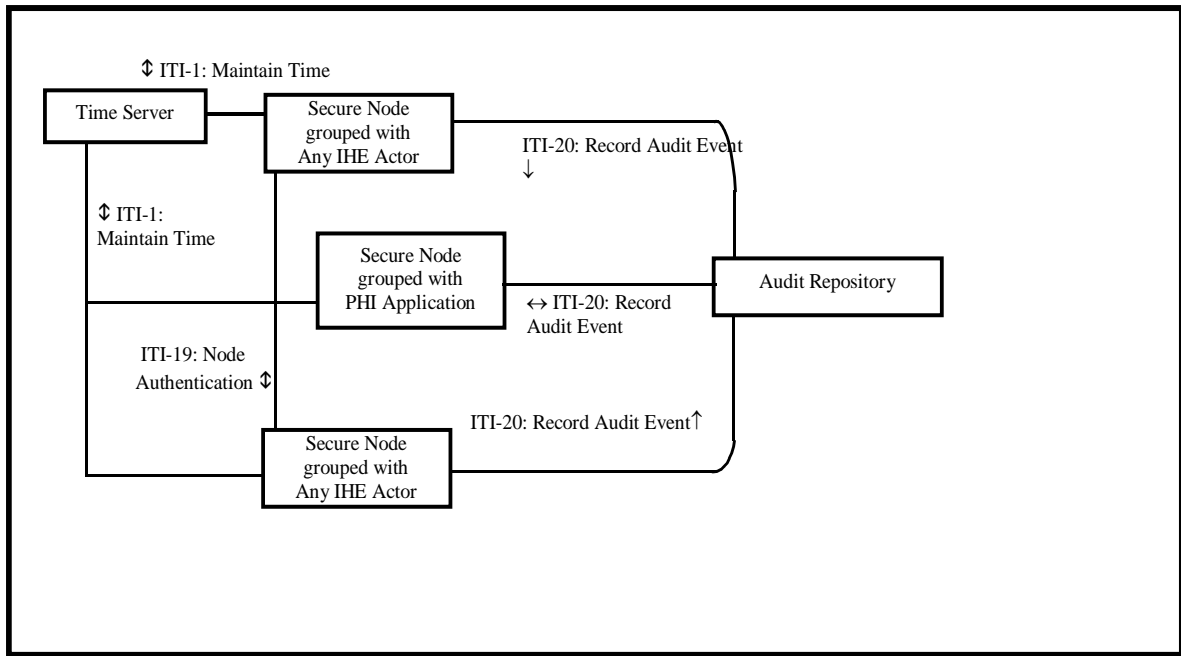 ⇕ ITI-1: Maintain Time
Time Server
Secure Node
grouped with
Any IHE Actor
ITI-20: Record Audit Event
↓
⇕ ITI-1:
Maintain Time
Secure Node
grouped with
PHI Application
Audit Repository
↔ ITI-20: Record
Audit Event
ITI-19: Node
Authentication ⇕
ITI-20: Record Audit Event↑
Secure Node
grouped with
Any IHE Actor